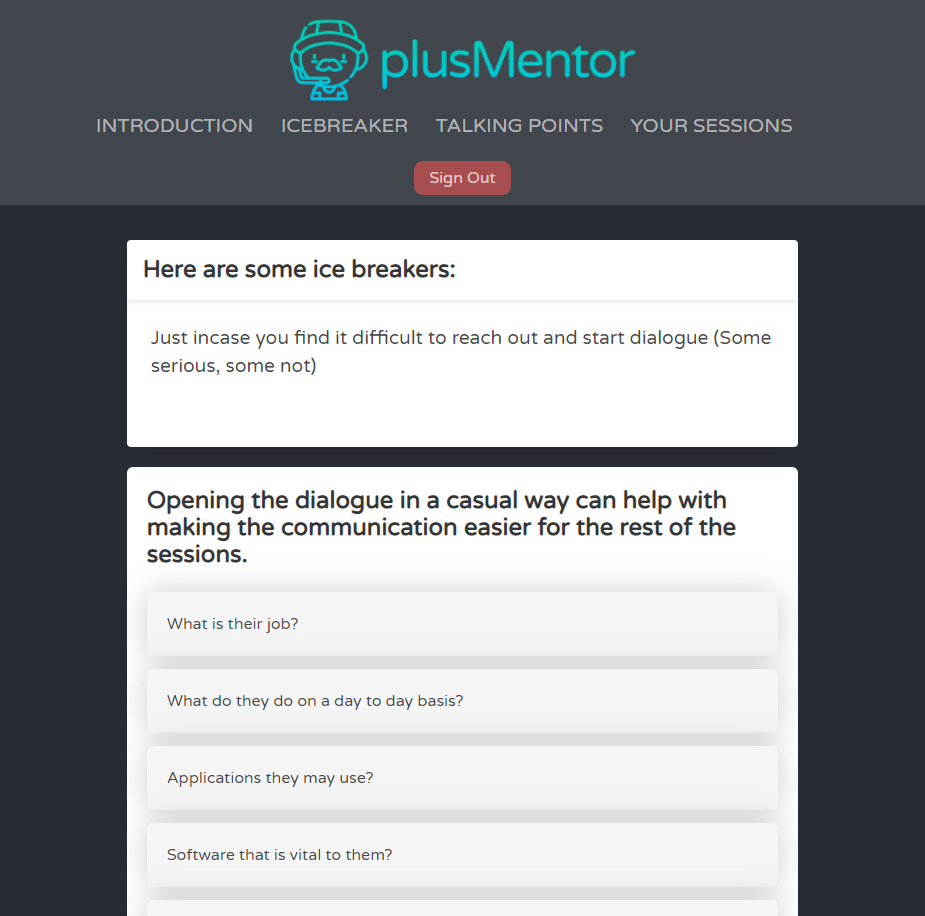 plusMentor
INTRODUCTION ICEBREAKER TALKING POINTS YOUR SESSIONS
Sign Out
Here are some ice breakers:
Just incase you find it difficult to reach out and start dialogue (Some
serious, some not)
Opening the dialogue in a casual way can help with
making the communication easier for the rest of the
sessions.
What is their job?
What do they do on a day to day basis?
Applications they may use?
Software that is vital to them?